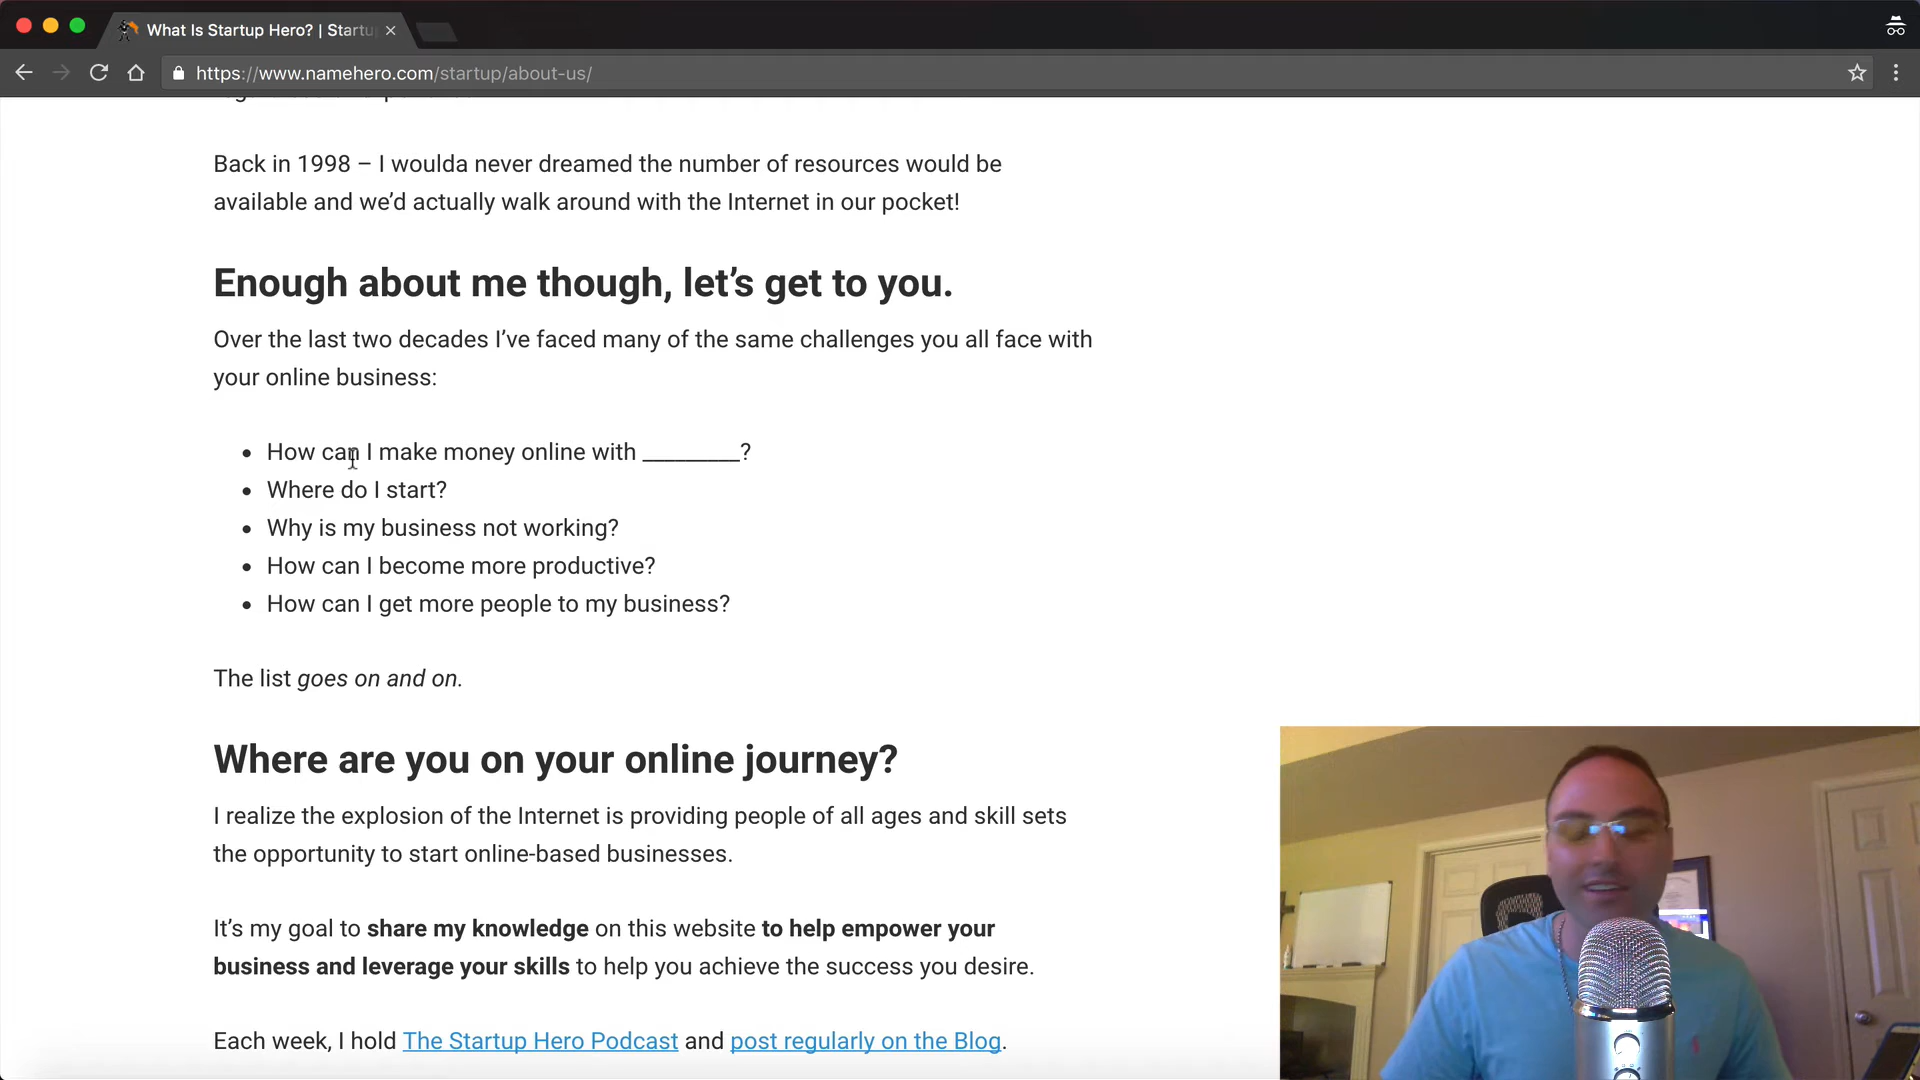 What Is Startup Hero? | Startu
https://www.namehero.com/startup/about-us/
Back in 1998 – I woulda never dreamed the number of resources would be
available and we’d actually walk around with the Internet in our pocket!
Enough about me though, let’s get to you.
Over the last two decades I’ve faced many of the same challenges you all face with
your online business:
• How can I make money online with _________?
• Where do I start?
• Why is my business not working?
• How can I become more productive?
• How can I get more people to my business?
The list goes on and on.
Where are you on your online journey?
I realize the explosion of the Internet is providing people of all ages and skill sets
the opportunity to start online-based businesses.
It’s my goal to share my knowledge on this website to help empower your
business and leverage your skills to help you achieve the success you desire.
Each week, I hold The Startup Hero Podcast and post regularly on the Blog.